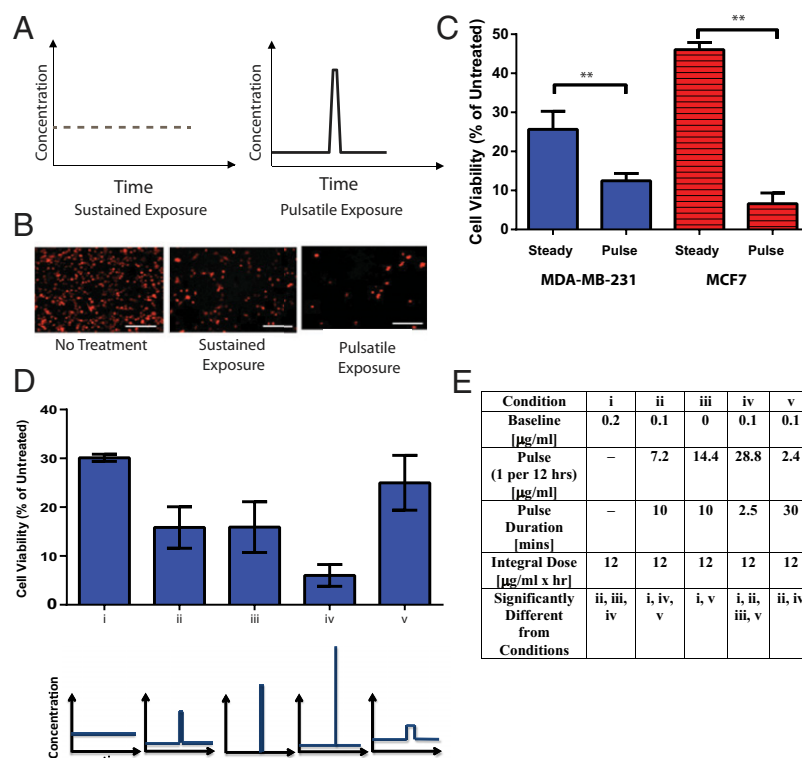 A
Concentration
Time
Sustained Exposure
Concentration
Time
Pulsatile Exposure
B
No Treatment
Sustained
Exposure
Pulsatile
Exposure
C
Cell Viability (% of Untreated)
50
40
30
20
10
0
**
**
Steady Pulse Steady Pulse
MDA-MB-231 MCF7
D
Cell Viability (% of Untreated)
40
30
20
10
0
i ii iii iv v
Concentration
E
Condition i ii iii iv v
Baseline 0.2 0.1 0 0.1 0.1
[µg/ml]
Pulse – 7.2 14.4 28.8 2.4
(1 per 12 hrs)
[µg/ml]
Pulse – 10 10 2.5 30
Duration
[mins]
Integral Dose 12 12 12 12 12
[µg/ml x hr]
Significantly ii, iii, i, iv, i, v i, ii, ii, iv
Different iv v iii, v
from
Conditions